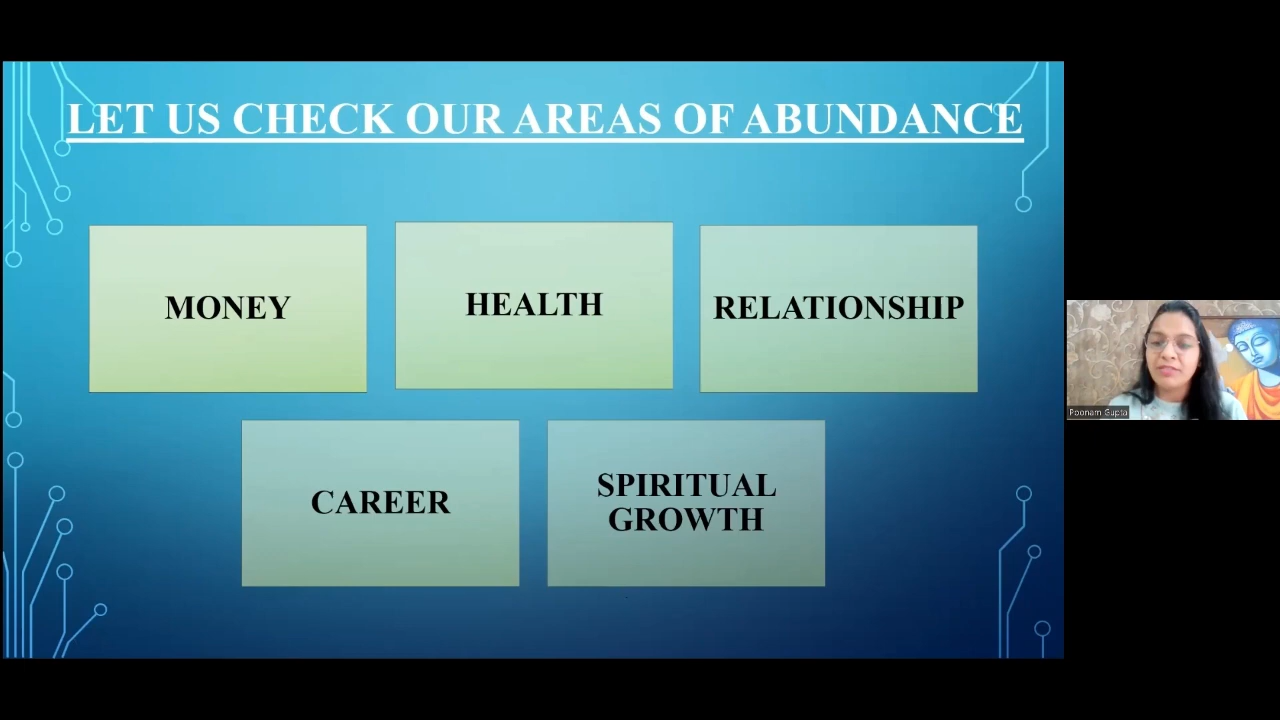 LET US CHECK OUR AREAS OF ABUNDANCE
MONEY
HEALTH
RELATIONSHIP
CAREER
SPIRITUAL
GROWTH
Poonam Gupta